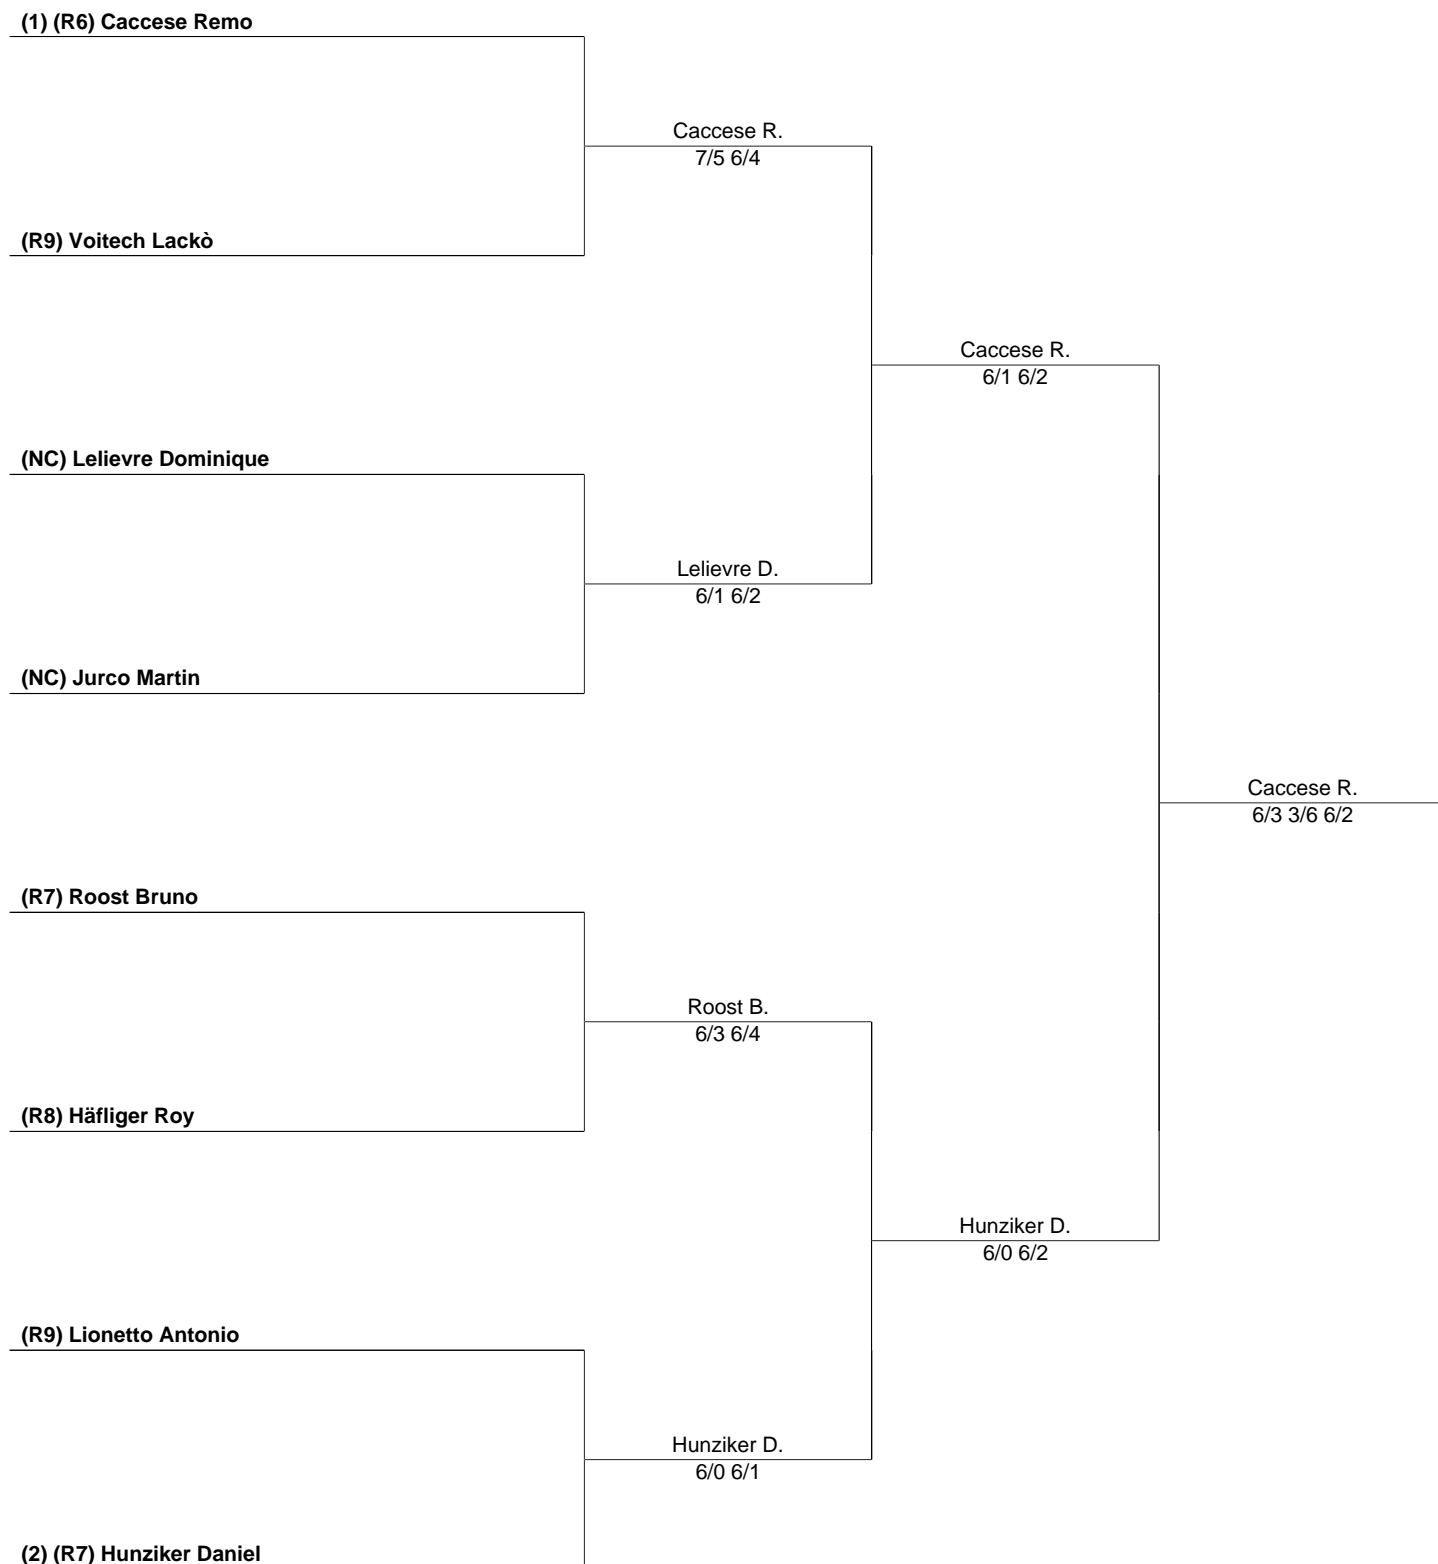 (1) (R6) Caccese Remo
Caccese R.
7/5 6/4
(R9) Voitech Lackò
Caccese R.
6/1 6/2
(NC) Lelievre Dominique
Lelievre D.
6/1 6/2
(NC) Jurco Martin
Caccese R.
6/3 3/6 6/2
(R7) Roost Bruno
Roost B.
6/3 6/4
(R8) Häfliger Roy
Hunziker D.
6/0 6/2
(R9) Lionetto Antonio
Hunziker D.
6/0 6/1
(2) (R7) Hunziker Daniel